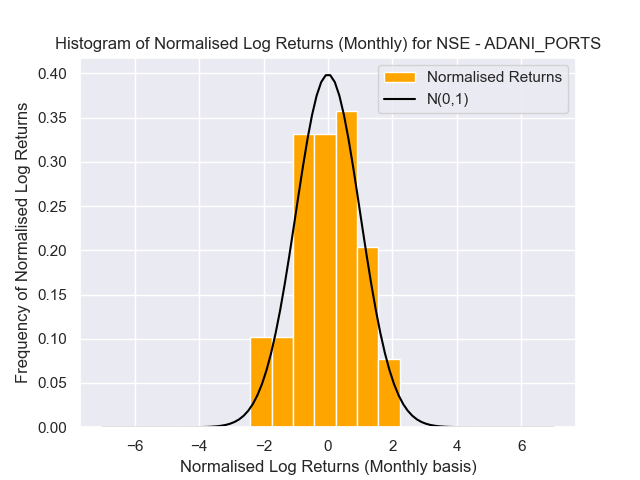 Histogram of Normalised Log Returns (Monthly) for NSE - ADANI_PORTS
Normalised Returns
N(0,1)
Frequency of Normalised Log Returns
0.40
0.35
0.30
0.25
0.20
0.15
0.10
0.05
0.00
−6 −4 −2 0 2 4 6
Normalised Log Returns (Monthly basis)